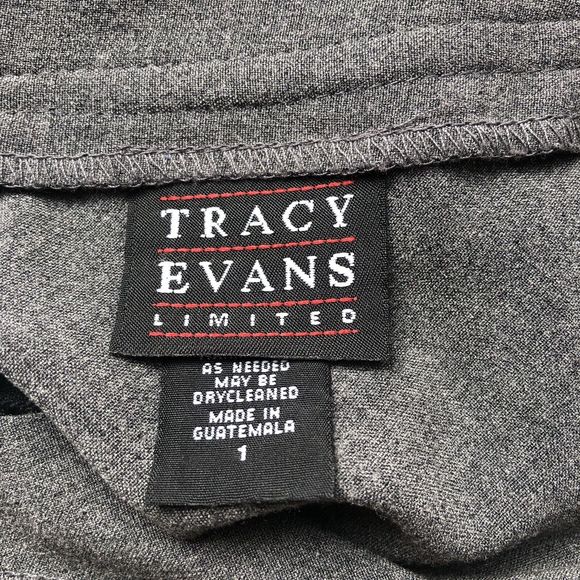 TRACY
EVANS
LIMITED
AS NEEDED
MAY BE
DRYCLEANED
MADE IN
GUATEMALA
1